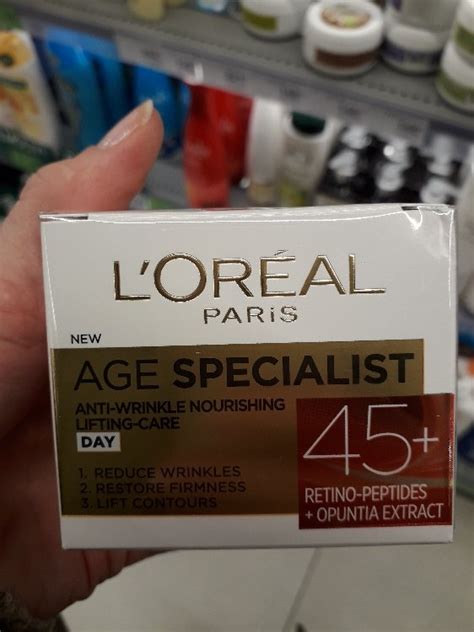 L'ORÉAL
PARiS
NEW
AGE SPECIALIST
ANTI-WRINKLE NOURiSHING
LIFTING-CARE
DAY
45+
1. REDUCE WRINKLES
2. RESTORE FIRMNESS
3. LIFT CONTOURS
RETINO-PEPTIDES
+ OPUNTIA EXTRACT